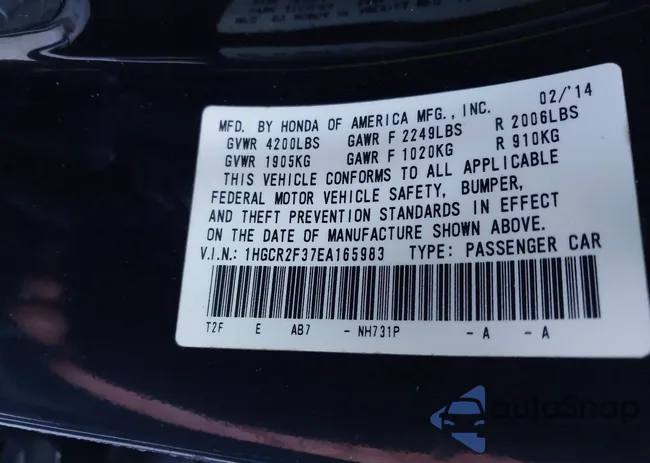 MFD. BY HONDA OF AMERICA MFG., INC. 02/'14
GVWR 4200LBS GAWR F 2249LBS R 2006LBS
GVWR 1905KG GAWR F 1020KG R 910KG
THIS VEHICLE CONFORMS TO ALL APPLICABLE
FEDERAL MOTOR VEHICLE SAFETY, BUMPER,
AND THEFT PREVENTION STANDARDS IN EFFECT
ON THE DATE OF MANUFACTURE SHOWN ABOVE.
V.I.N.: 1HGCR2F37EA165983 TYPE: PASSENGER CAR
T2F E AB7 - NH731P - A - A
AutoSnap